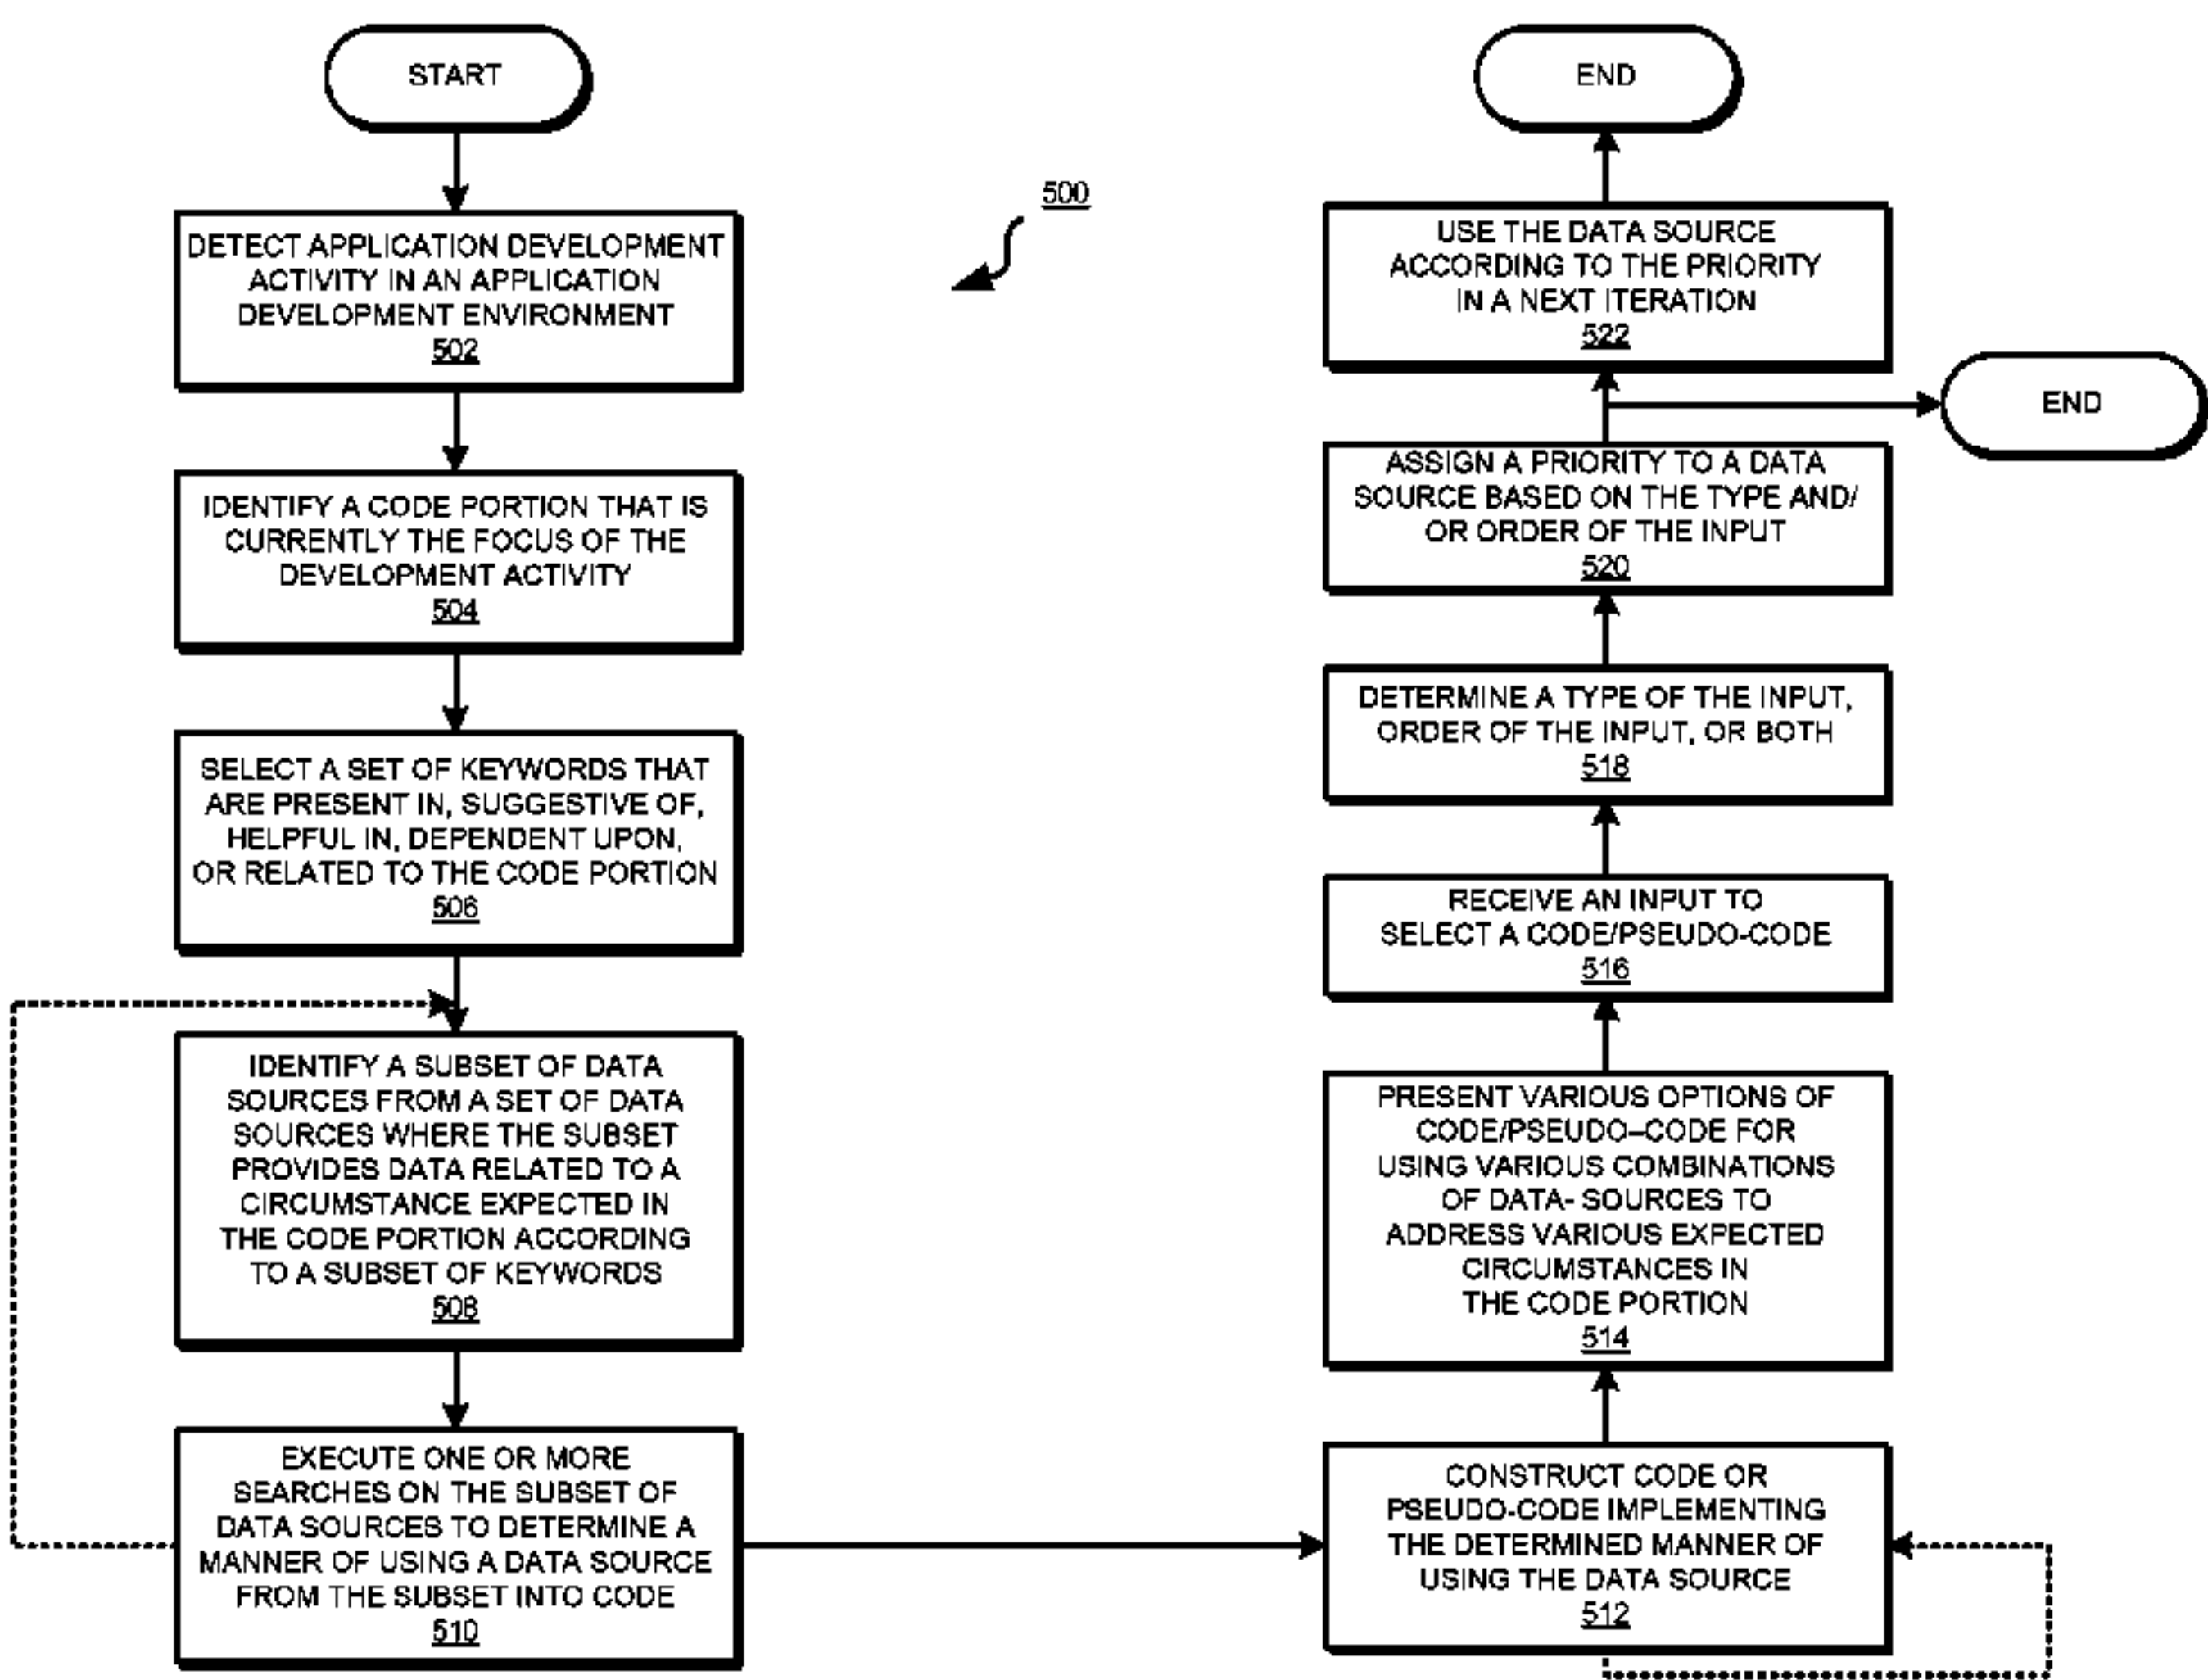 START
DETECT APPLICATION DEVELOPMENT
ACTIVITY IN AN APPLICATION
DEVELOPMENT ENVIRONMENT
502
IDENTIFY A CODE PORTION THAT IS
CURRENTLY THE FOCUS OF THE
DEVELOPMENT ACTIVITY
504
SELECT A SET OF KEYWORDS THAT
ARE PRESENT IN, SUGGESTIVE OF,
HELPFUL IN, DEPENDENT UPON,
OR RELATED TO THE CODE PORTION
506
IDENTIFY A SUBSET OF DATA
SOURCES FROM A SET OF DATA
SOURCES WHERE THE SUBSET
PROVIDES DATA RELATED TO A
CIRCUMSTANCE EXPECTED IN
THE CODE PORTION ACCORDING
TO A SUBSET OF KEYWORDS
508
EXECUTE ONE OR MORE
SEARCHES ON THE SUBSET OF
DATA SOURCES TO DETERMINE A
MANNER OF USING A DATA SOURCE
FROM THE SUBSET INTO CODE
510
500
END
USE THE DATA SOURCE
ACCORDING TO THE PRIORITY
IN A NEXT ITERATION
522
END
ASSIGN A PRIORITY TO A DATA
SOURCE BASED ON THE TYPE AND/
OR ORDER OF THE INPUT
520
DETERMINE A TYPE OF THE INPUT,
ORDER OF THE INPUT, OR BOTH
518
RECEIVE AN INPUT TO
SELECT A CODE/PSEUDO-CODE
516
PRESENT VARIOUS OPTIONS OF
CODE/PSEUDO–CODE FOR
USING VARIOUS COMBINATIONS
OF DATA- SOURCES TO
ADDRESS VARIOUS EXPECTED
CIRCUMSTANCES IN
THE CODE PORTION
514
CONSTRUCT CODE OR
PSEUDO-CODE IMPLEMENTING
THE DETERMINED MANNER OF
USING THE DATA SOURCE
512